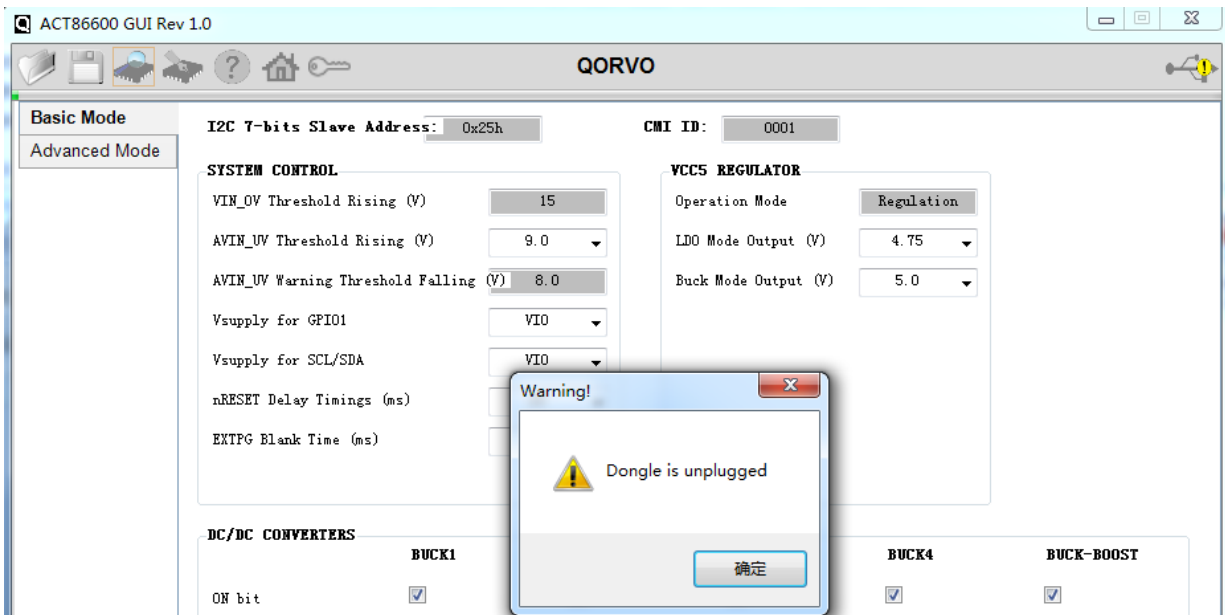 ACT86600 GUI Rev 1.0
QORVO
Basic Mode
Advanced Mode
I2C 7-bits Slave Address: 0x25h
CMI ID: 0001
SYSTEM CONTROL
VIN_OV Threshold Rising (V) 15
AVIN_UV Threshold Rising (V) 9.0
AVIN_UV Warning Threshold Falling (V) 8.0
Vsupply for GPIO1 VIO
Vsupply for SCL/SDA VIO
nRESET Delay Timings (ms)
EXTPG Blank Time (ms)
VCC5 REGULATOR
Operation Mode Regulation
LDO Mode Output (V) 4.75
Buck Mode Output (V) 5.0
Warning!
Dongle is unplugged
确定
DC/DC CONVERTERS
BUCK1 BUCK4 BUCK-BOOST
ON bit